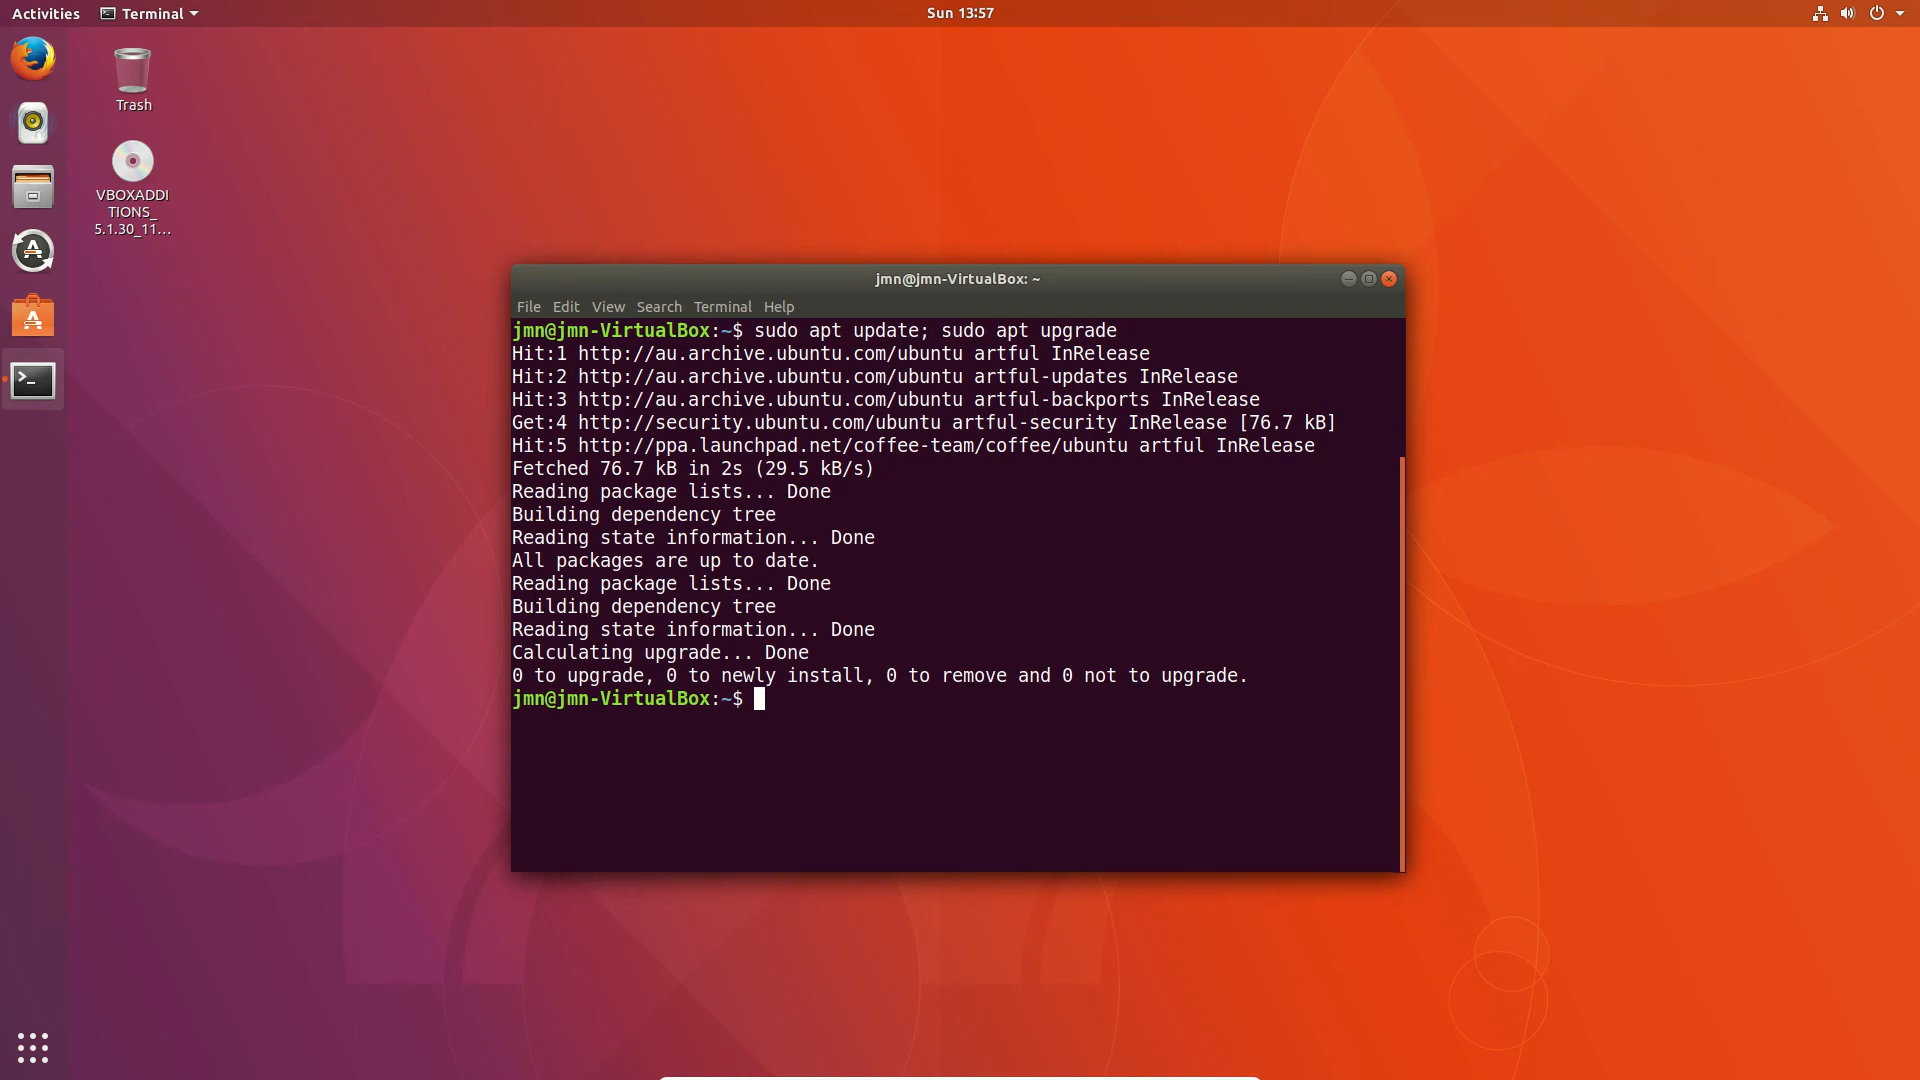 Activities
Terminal
Sun 13:57
Trash
VBOXADDI
TIONS_
5.1.30_11...
jmn@jmn-VirtualBox: ~
File Edit View Search Terminal Help
jmn@jmn-VirtualBox:~$ sudo apt update; sudo apt upgrade
Hit:1 http://au.archive.ubuntu.com/ubuntu artful InRelease
Hit:2 http://au.archive.ubuntu.com/ubuntu artful-updates InRelease
Hit:3 http://au.archive.ubuntu.com/ubuntu artful-backports InRelease
Get:4 http://security.ubuntu.com/ubuntu artful-security InRelease [76.7 kB]
Hit:5 http://ppa.launchpad.net/coffee-team/coffee/ubuntu artful InRelease
Fetched 76.7 kB in 2s (29.5 kB/s)
Reading package lists... Done
Building dependency tree
Reading state information... Done
All packages are up to date.
Reading package lists... Done
Building dependency tree
Reading state information... Done
Calculating upgrade... Done
0 to upgrade, 0 to newly install, 0 to remove and 0 not to upgrade.
jmn@jmn-VirtualBox:~$